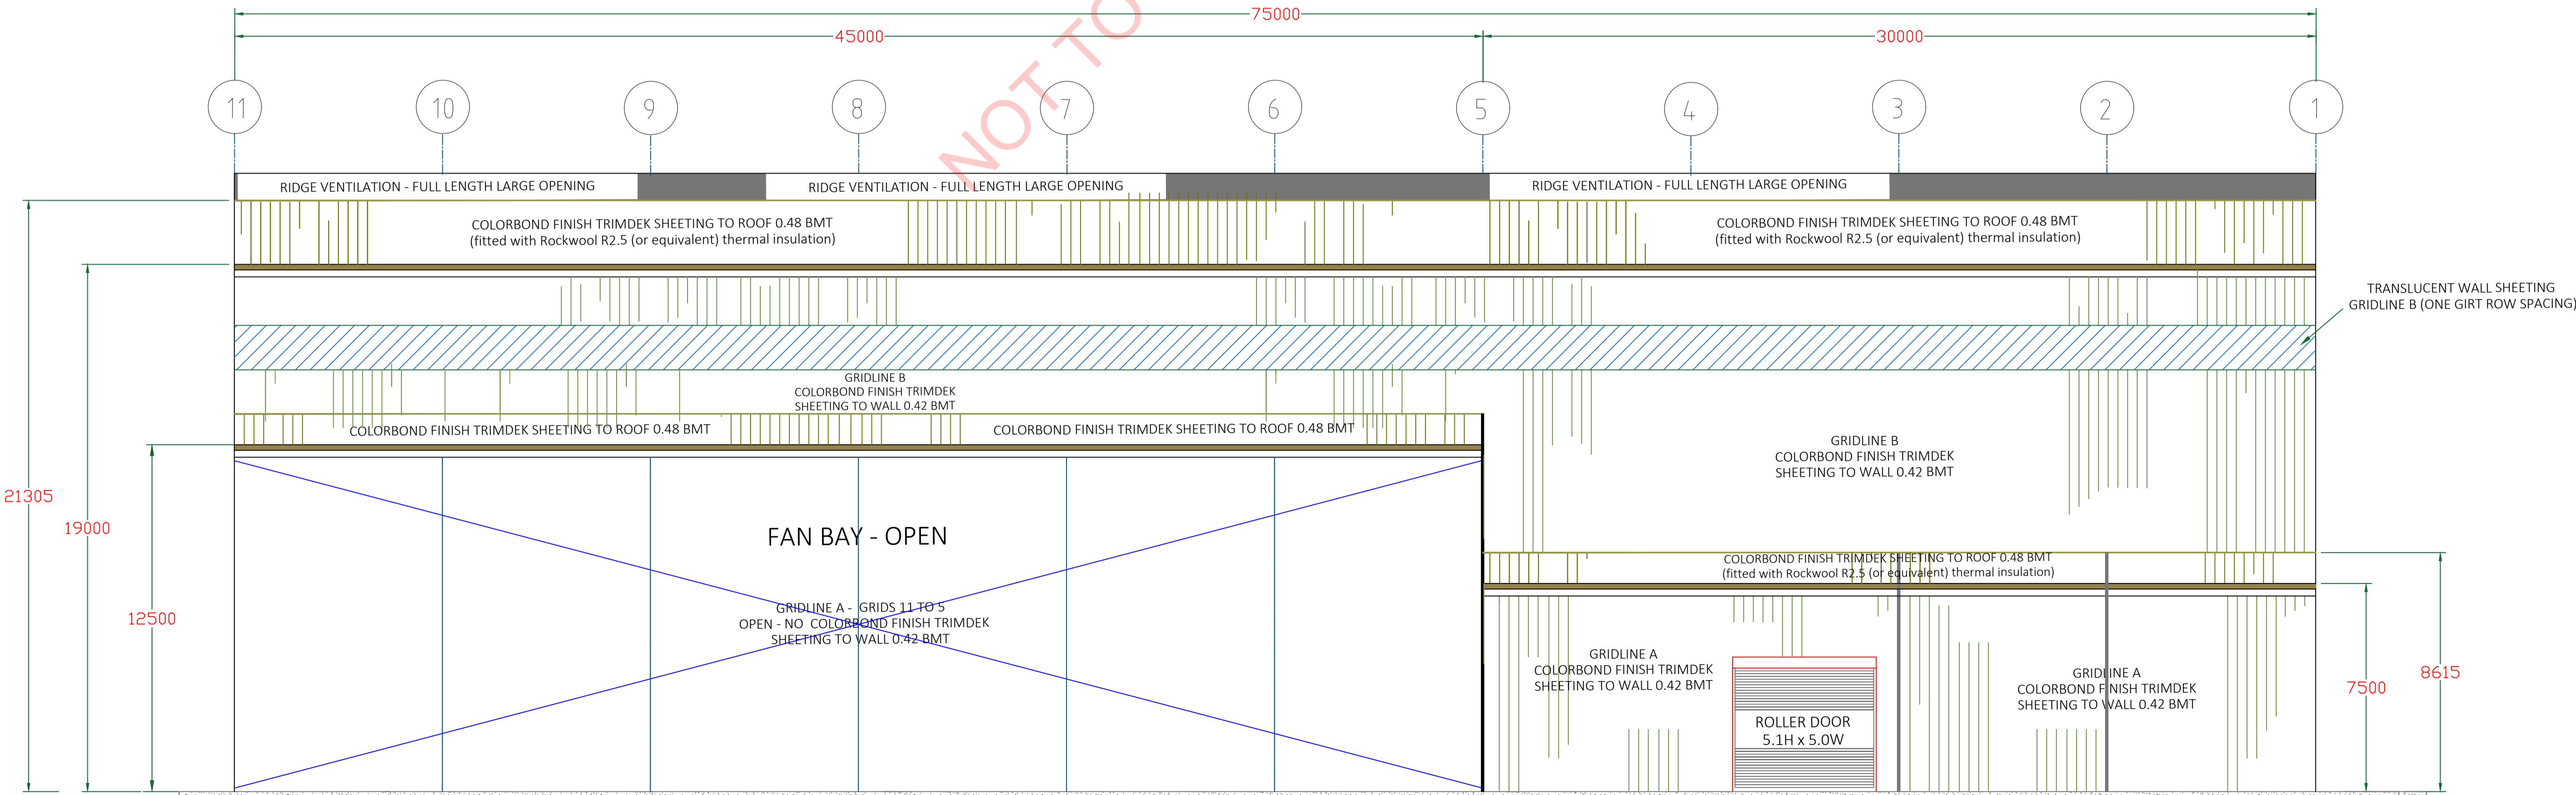 75000
45000
30000
NOT TO
11
10
9
8
7
6
5
4
3
2
1
RIDGE VENTILATION - FULL LENGTH LARGE OPENING
RIDGE VENTILATION - FULL LENGTH LARGE OPENING
RIDGE VENTILATION - FULL LENGTH LARGE OPENING
COLORBOND FINISH TRIMDEK SHEETING TO ROOF 0.48 BMT
(fitted with Rockwool R2.5 (or equivalent) thermal insulation)
COLORBOND FINISH TRIMDEK SHEETING TO ROOF 0.48 BMT
(fitted with Rockwool R2.5 (or equivalent) thermal insulation)
TRANSLUCENT WALL SHEETING
GRIDLINE B (ONE GIRT ROW SPACING)
GRIDLINE B
COLORBOND FINISH TRIMDEK
SHEETING TO WALL 0.42 BMT
COLORBOND FINISH TRIMDEK SHEETING TO ROOF 0.48 BMT
COLORBOND FINISH TRIMDEK SHEETING TO ROOF 0.48 BMT
GRIDLINE B
COLORBOND FINISH TRIMDEK
SHEETING TO WALL 0.42 BMT
21305
19000
12500
FAN BAY - OPEN
GRIDLINE A - GRIDS 11 TO 5
OPEN - NO COLORBOND FINISH TRIMDEK
SHEETING TO WALL 0.42 BMT
COLORBOND FINISH TRIMDEK SHEETING TO ROOF 0.48 BMT
(fitted with Rockwool R2.5 (or equivalent) thermal insulation)
GRIDLINE A
COLORBOND FINISH TRIMDEK
SHEETING TO WALL 0.42 BMT
ROLLER DOOR
5.1H x 5.0W
GRIDLINE A
COLORBOND FINISH TRIMDEK
SHEETING TO WALL 0.42 BMT
7500
8615